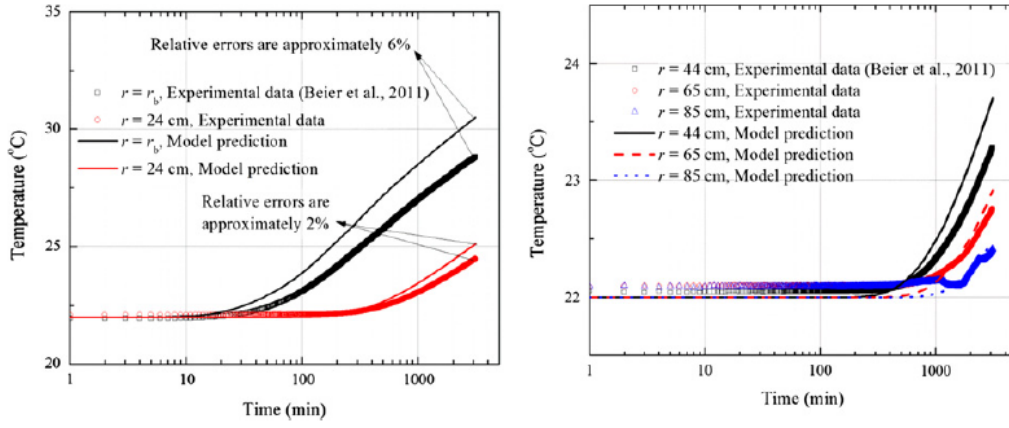 35
30
25
20
Temperature (°C)
Relative errors are approximately 6%
r = r_b, Experimental data (Beier et al., 2011)
r = 24 cm, Experimental data
r = r_b, Model prediction
r = 24 cm, Model prediction
Relative errors are
approximately 2%
1 10 100 1000
Time (min)
24
23
22
Temperature (°C)
r = 44 cm, Experimental data (Beier et al., 2011)
r = 65 cm, Experimental data
r = 85 cm, Experimental data
r = 44 cm, Model prediction
r = 65 cm, Model prediction
r = 85 cm, Model prediction
1 10 100 1000
Time (min)